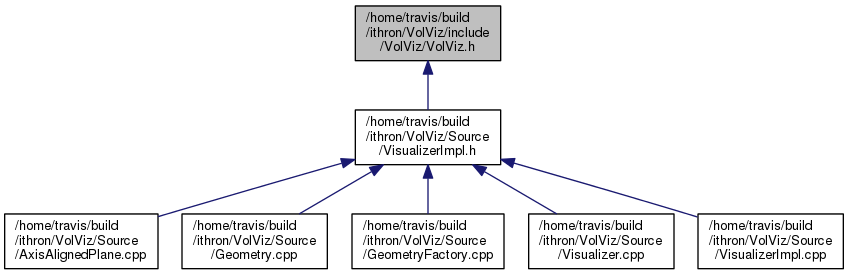 /home/travis/build
/ithron/VolViz/include
/VolViz/VolViz.h
/home/travis/build
/ithron/VolViz/Source
/VisualizerImpl.h
/home/travis/build
/ithron/VolViz/Source
/AxisAlignedPlane.cpp
/home/travis/build
/ithron/VolViz/Source
/Geometry.cpp
/home/travis/build
/ithron/VolViz/Source
/GeometryFactory.cpp
/home/travis/build
/ithron/VolViz/Source
/Visualizer.cpp
/home/travis/build
/ithron/VolViz/Source
/VisualizerImpl.cpp